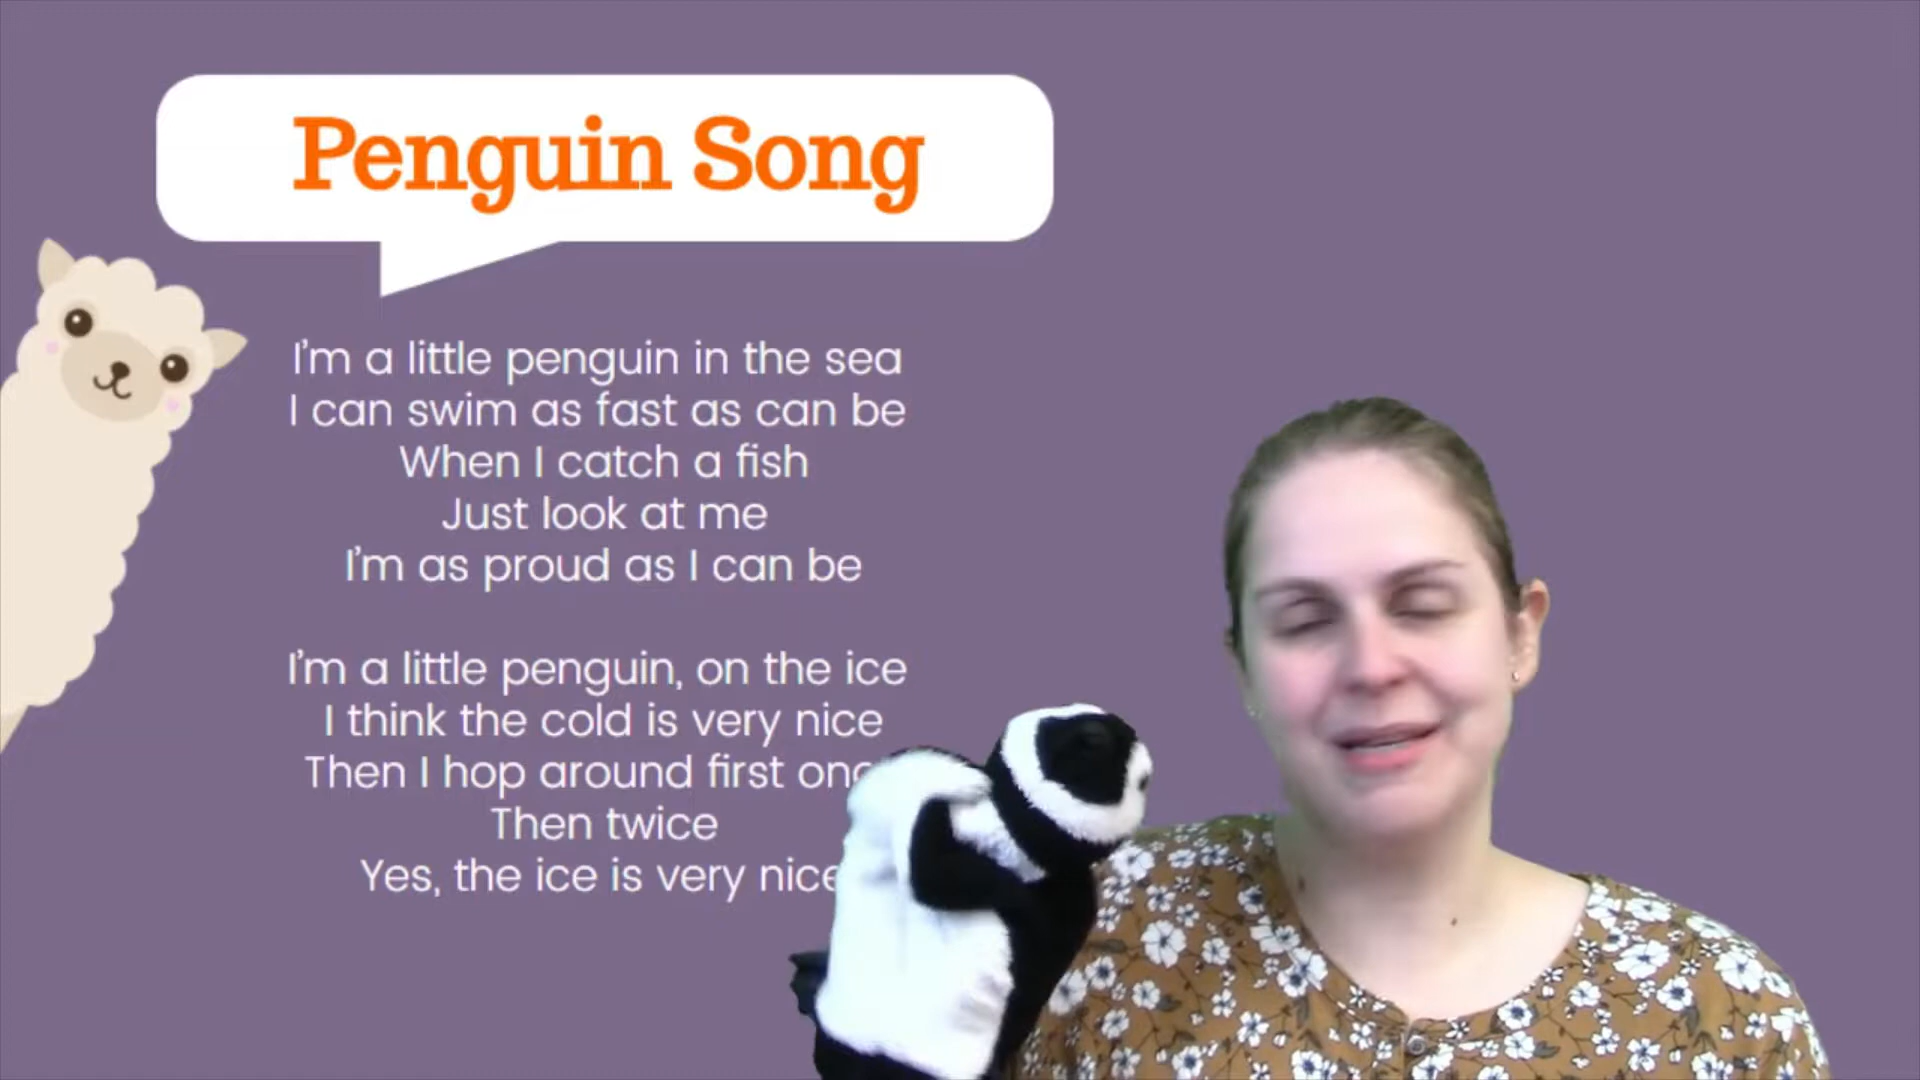 Penguin Song
I'm a little penguin in the sea
I can swim as fast as can be
When I catch a fish
Just look at me
I'm as proud as I can be
I'm a little penguin, on the ice
I think the cold is very nice
Then I hop around first
Then twice
Yes, the ice is very nice